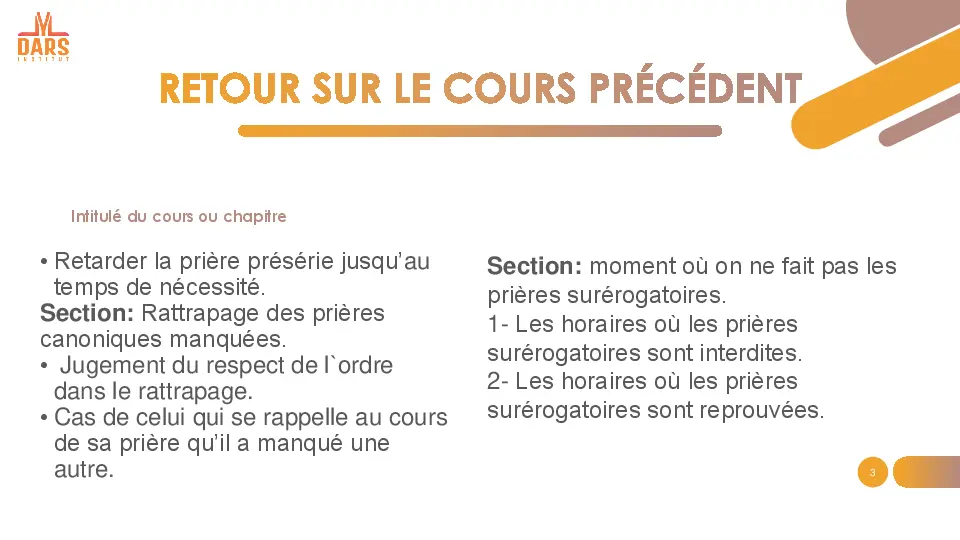 DARS
INSTITUT
RETOUR SUR LE COURS PRÉCÉDENT
Intitulé du cours ou chapitre
• Retarder la prière présérie jusqu'au
temps de nécessité.
Section: Rattrapage des prières
canoniques manquées.
• Jugement du respect de l`ordre
dans le rattrapage.
• Cas de celui qui se rappelle au cours
de sa prière qu'il a manqué une
autre.
Section: moment où on ne fait pas les
prières surérogatoires.
1- Les horaires où les prières
surérogatoires sont interdites.
2- Les horaires où les prières
surérogatoires sont reprouvées.
3